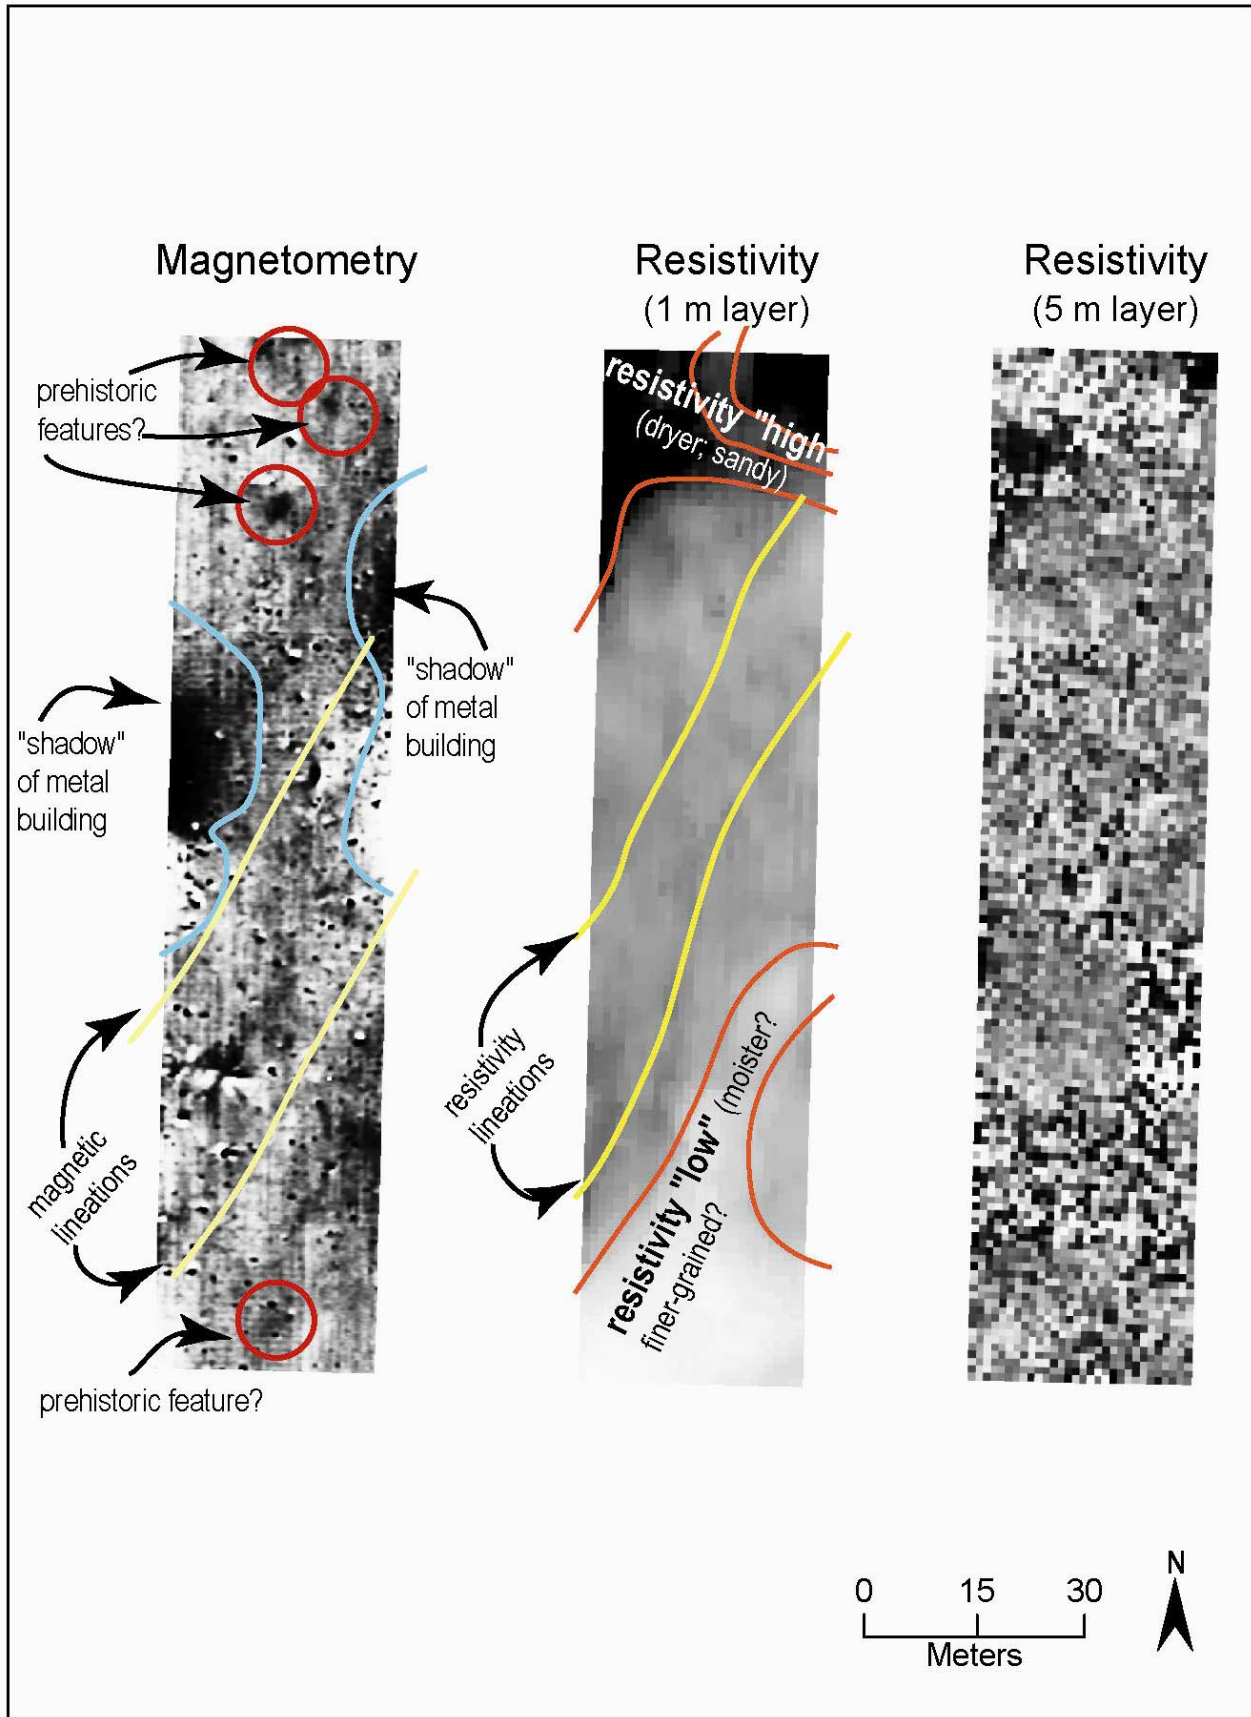 Magnetometry
prehistoric
features?
"shadow"
of metal
building
"shadow"
of metal
building
magnetic
lineations
prehistoric feature?
Resistivity
(1 m layer)
resistivity "high
(dryer; sandy)
resistivity
lineations
resistivity "low" (moister?
finer-grained?
Resistivity
(5 m layer)
0 15 30
Meters
N